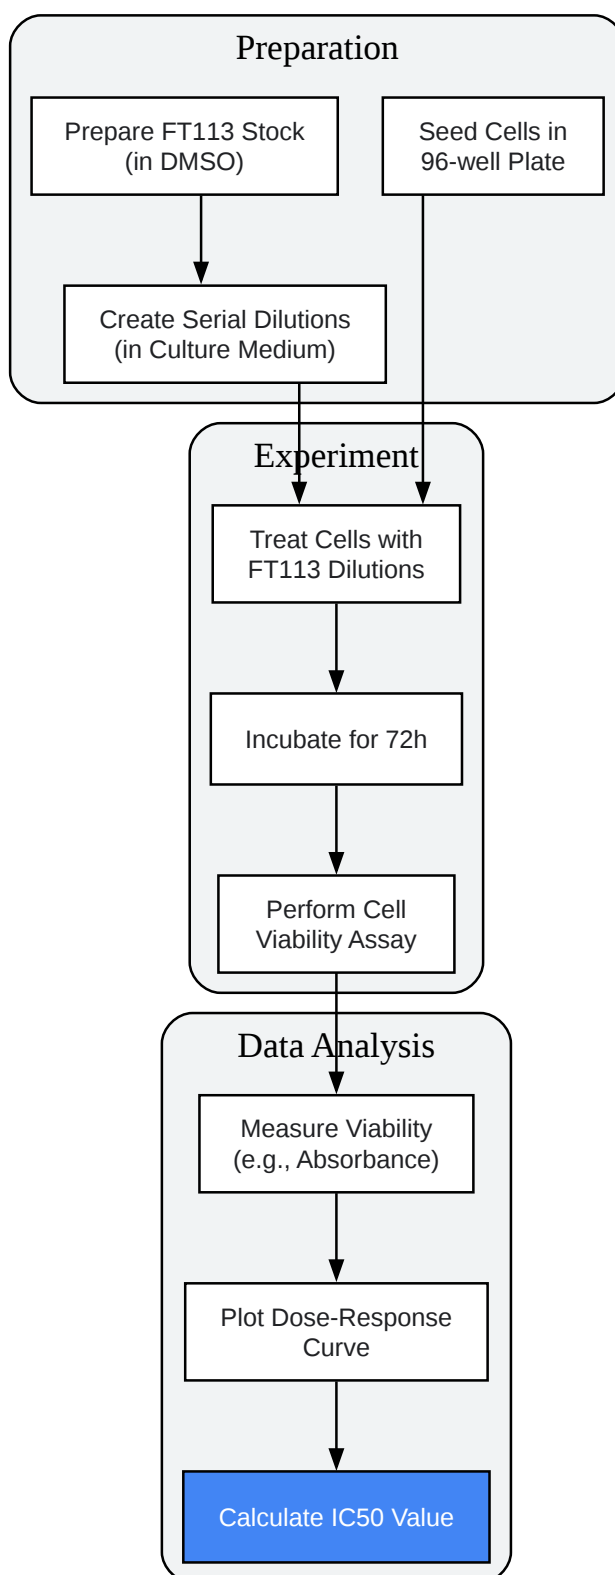 Preparation
Prepare FT113 Stock
(in DMSO)
Seed Cells in
96-well Plate
Create Serial Dilutions
(in Culture Medium)
Experiment
Treat Cells with
FT113 Dilutions
Incubate for 72h
Perform Cell
Viability Assay
Data Analysis
Measure Viability
(e.g., Absorbance)
Plot Dose-Response
Curve
Calculate IC50 Value